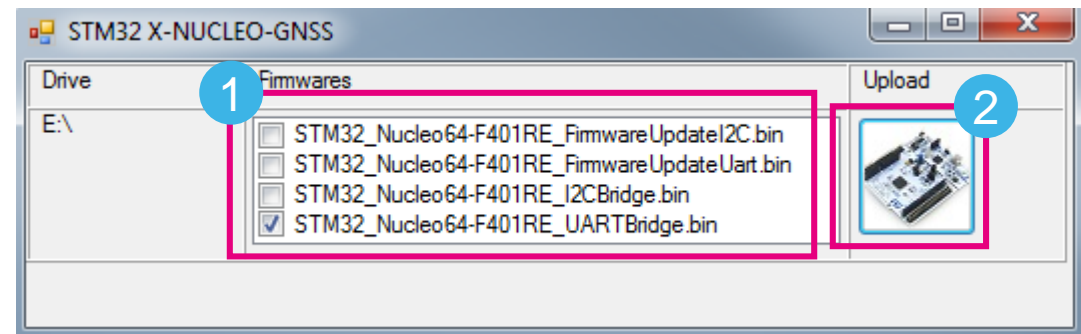 STM32 X-NUCLEO-GNSS
Drive Firmwares Upload
1
2
E:\
STM32_Nucleo64-F401RE_FirmwareUpdateI2C.bin
STM32_Nucleo64-F401RE_FirmwareUpdateUart.bin
STM32_Nucleo64-F401RE_I2CBridge.bin
STM32_Nucleo64-F401RE_UARTBridge.bin